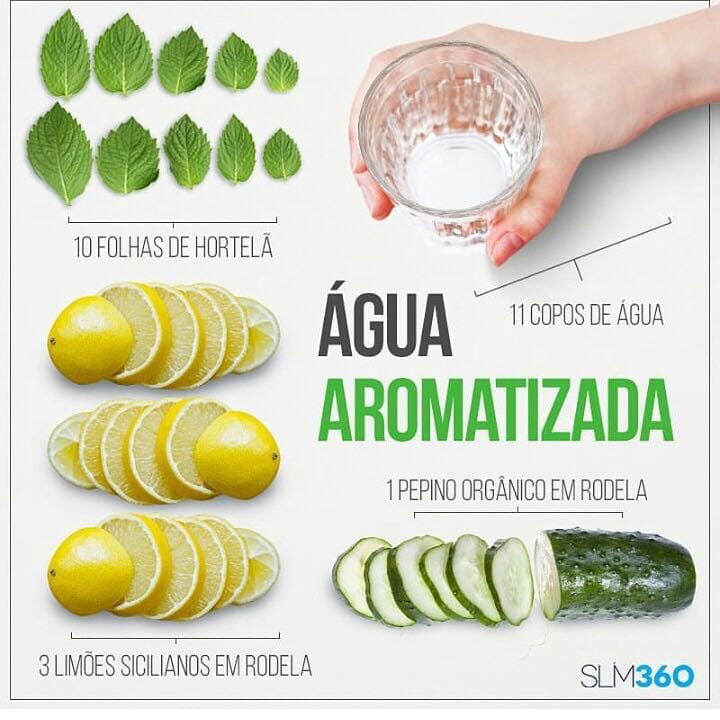 10 FOLHAS DE HORTELÃ
11 COPOS DE ÁGUA
ÁGUA
AROMATIZADA
1 PEPINO ORGÂNICO EM RODELA
3 LIMÕES SICILIANOS EM RODELA
SLIM360